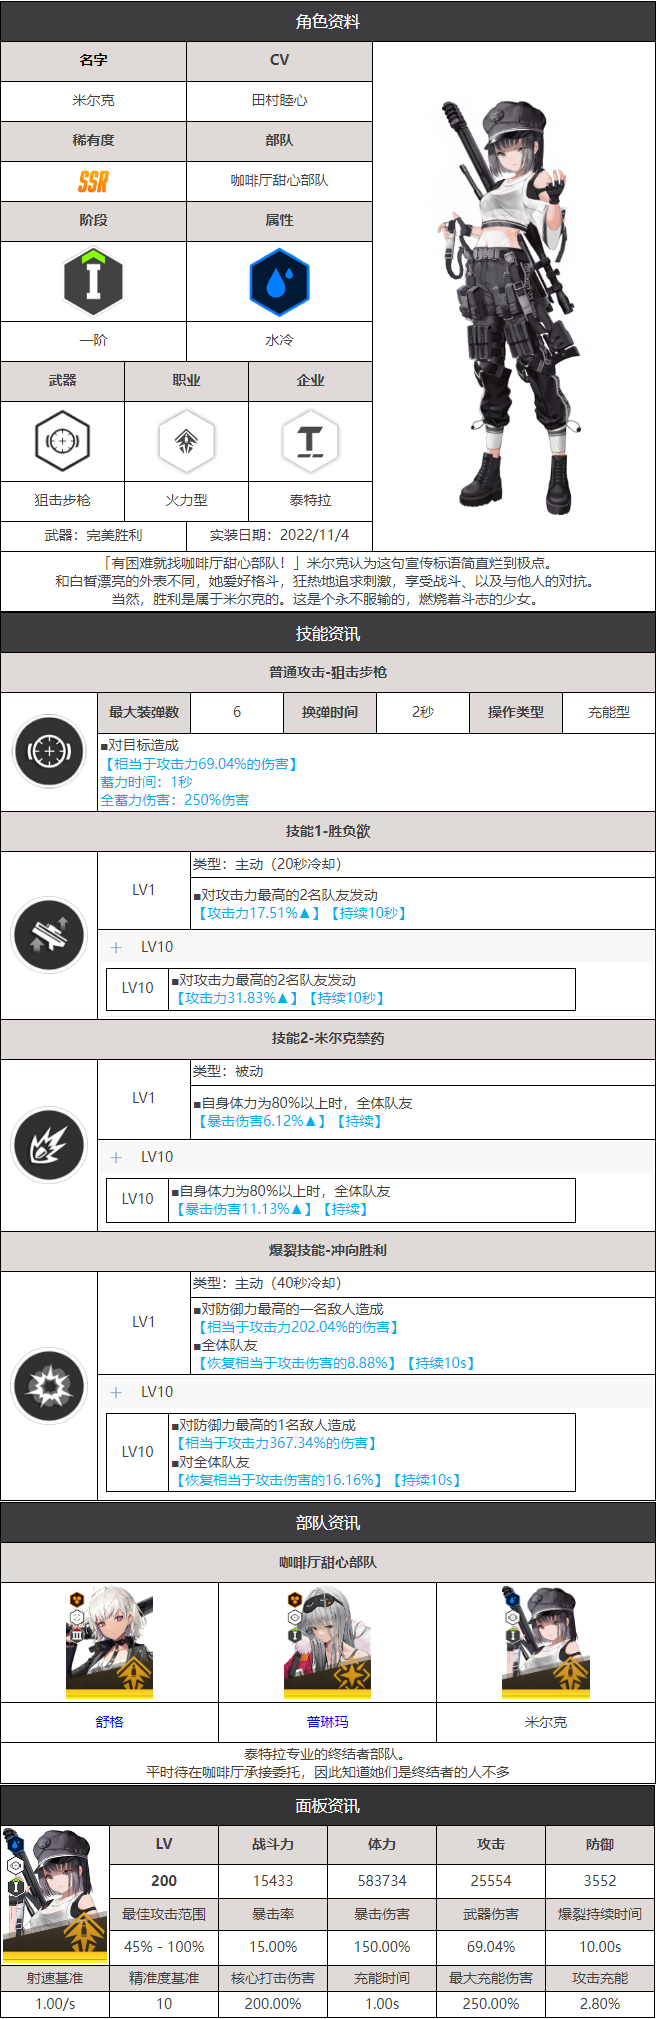 角色资料
名字
CV
米尔克
田村睦心
稀有度
部队
SSR
咖啡厅甜心部队
阶段
属性
I
一阶
水冷
武器
职业
企业
T
狙击步枪
火力型
泰特拉
武器：完美胜利
实装日期：2022/11/4
「有困难就找咖啡厅甜心部队！」米尔克认为这句宣传标语简直烂到极点。
和白皙漂亮的外表不同，她爱好格斗，狂热地追求刺激，享受战斗、以及与他人的对抗。
当然，胜利是属于米尔克的。这是个永不服输的，燃烧着斗志的少女。
技能资讯
普通攻击-狙击步枪
最大装弹数
6
换弹时间
2秒
操作类型
充能型
■对目标造成
【相当于攻击力69.04%的伤害】
蓄力时间：1秒
全蓄力伤害：250%伤害
技能1-胜负欲
LV1
类型：主动（20秒冷却）
■对攻击力最高的2名队友发动
【攻击力17.51%▲】【持续10秒】
＋ LV10
LV10
■对攻击力最高的2名队友发动
【攻击力31.83%▲】【持续10秒】
技能2-米尔克禁药
LV1
类型：被动
■自身体力为80%以上时，全体队友
【暴击伤害6.12%▲】【持续】
＋ LV10
LV10
■自身体力为80%以上时，全体队友
【暴击伤害11.13%▲】【持续】
爆裂技能-冲向胜利
LV1
类型：主动（40秒冷却）
■对防御力最高的一名敌人造成
【相当于攻击力202.04%的伤害】
■全体队友
【恢复相当于攻击伤害的8.88%】【持续10s】
＋ LV10
LV10
■对防御力最高的1名敌人造成
【相当于攻击力367.34%的伤害】
■对全体队友
【恢复相当于攻击伤害的16.16%】【持续10s】
部队资讯
咖啡厅甜心部队
舒格
普琳玛
米尔克
泰特拉专业的终结者部队。
平时待在咖啡厅承接委托，因此知道她们是终结者的人不多
面板资讯
LV
战斗力
体力
攻击
防御
200
15433
583734
25554
3552
最佳攻击范围
暴击率
暴击伤害
武器伤害
爆裂持续时间
45% - 100%
15.00%
150.00%
69.04%
10.00s
射速基准
精准度基准
核心打击伤害
充能时间
最大充能伤害
攻击充能
1.00/s
10
200.00%
1.00s
250.00%
2.80%